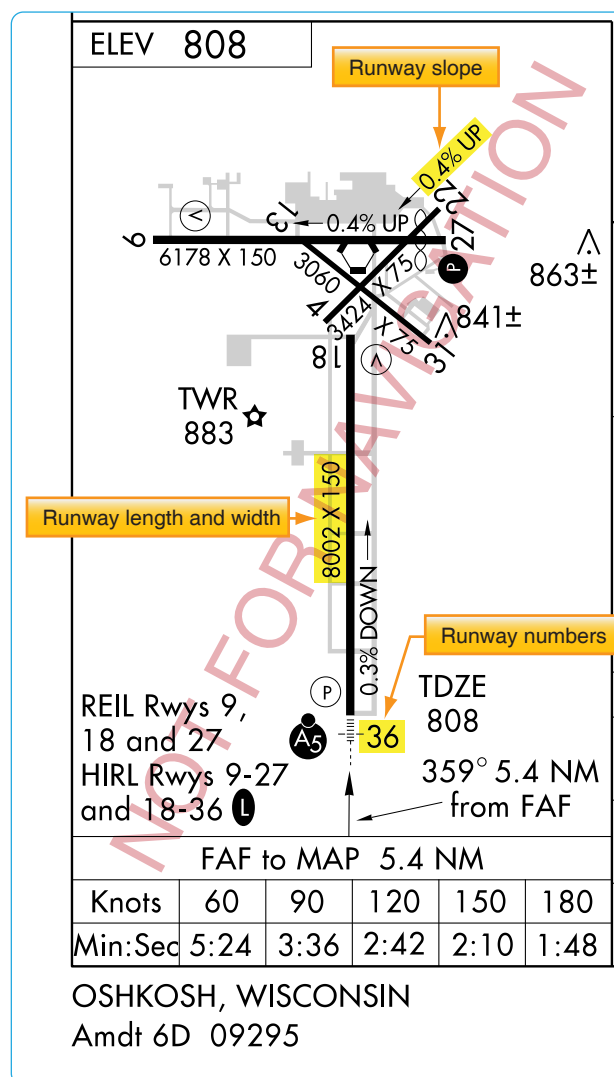 ELEV 808
Runway slope
0.4% UP
22
13
0.4% UP
V
9
27
6178 X 150
P
863±
3060 X 75
3424 X 75
4
841±
31
18
V
TWR
883
Runway length and width
8002 X 150
0.3% DOWN
Runway numbers
P
TDZE
808
REIL Rwys 9,
18 and 27
HIRL Rwys 9-27
and 18-36 L
A5
36
359° 5.4 NM
from FAF
FAF to MAP 5.4 NM
Knots 60 90 120 150 180
Min:Sec 5:24 3:36 2:42 2:10 1:48
NOT FOR NAVIGATION
OSHKOSH, WISCONSIN
Amdt 6D 09295